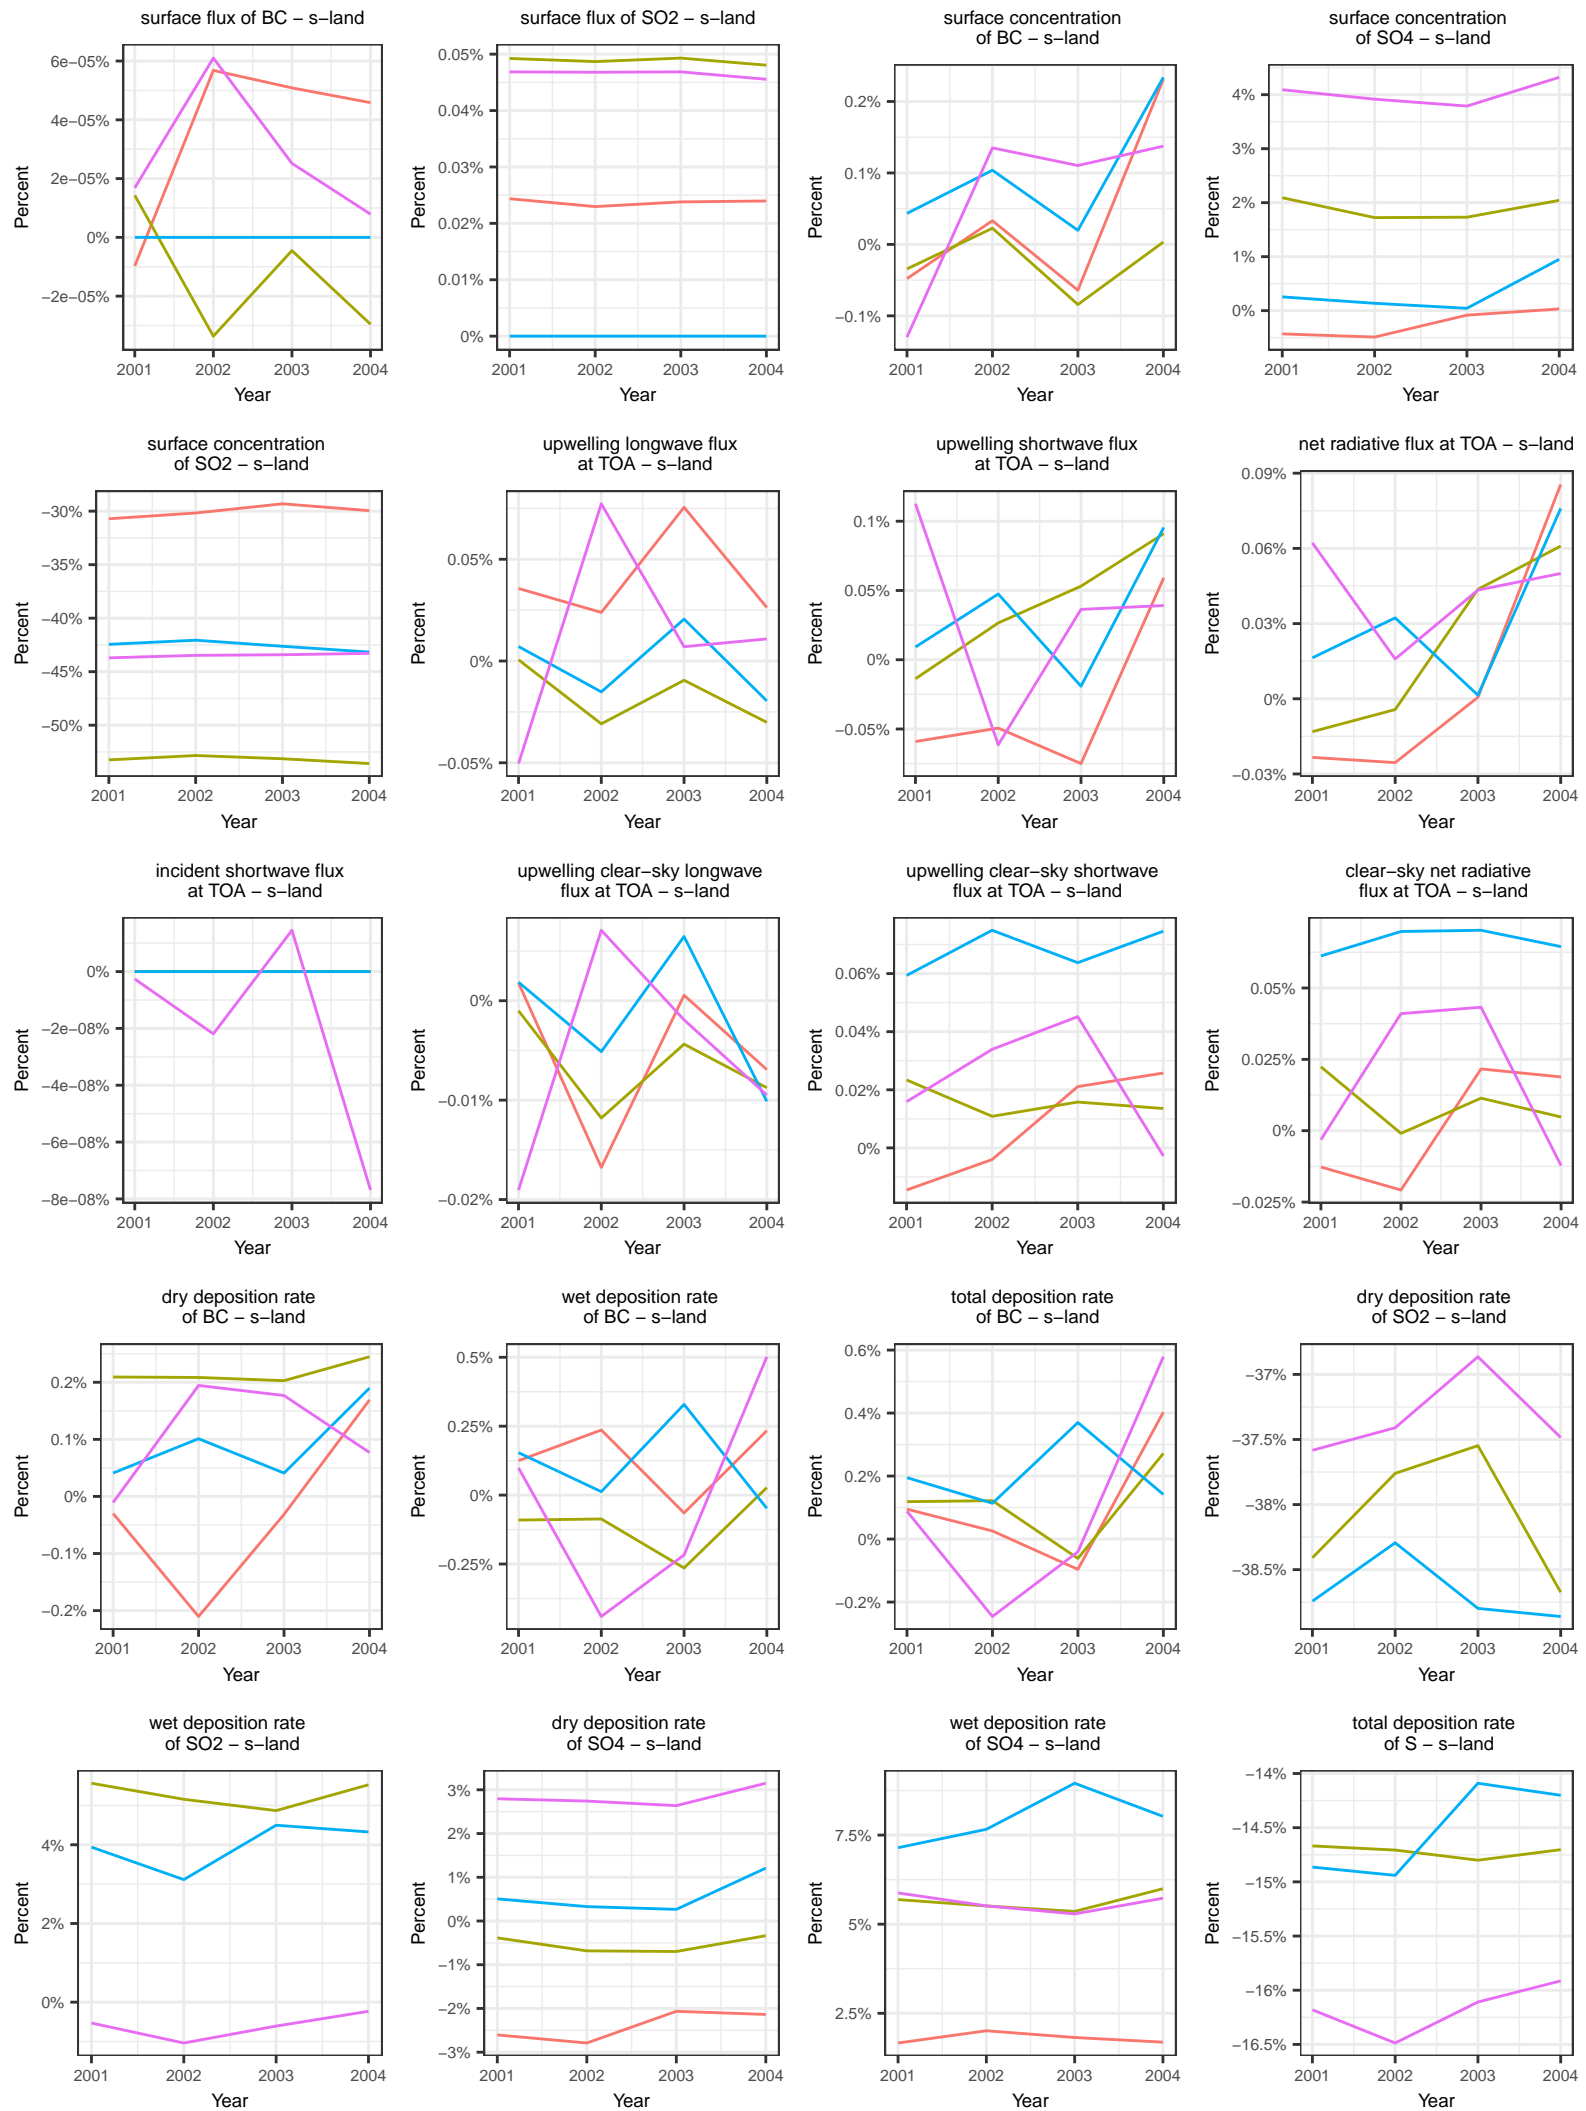 surface flux of BC − s−land
6e−05%
4e−05%
2e−05%
0%
−2e−05%
Percent
2001 2002 2003 2004
Year
surface flux of SO2 − s−land
0.05%
0.04%
0.03%
0.02%
0.01%
0%
Percent
2001 2002 2003 2004
Year
surface concentration
of BC − s−land
0.2%
0.1%
0%
−0.1%
Percent
2001 2002 2003 2004
Year
surface concentration
of SO4 − s−land
4%
3%
2%
1%
0%
Percent
2001 2002 2003 2004
Year
surface concentration
of SO2 − s−land
−30%
−35%
−40%
−45%
−50%
Percent
2001 2002 2003 2004
Year
upwelling longwave flux
at TOA − s−land
0.05%
0%
−0.05%
Percent
2001 2002 2003 2004
Year
upwelling shortwave flux
at TOA − s−land
0.1%
0.05%
0%
−0.05%
Percent
2001 2002 2003 2004
Year
net radiative flux at TOA − s−land
0.09%
0.06%
0.03%
0%
−0.03%
Percent
2001 2002 2003 2004
Year
incident shortwave flux
at TOA − s−land
0%
−2e−08%
−4e−08%
−6e−08%
−8e−08%
Percent
2001 2002 2003 2004
Year
upwelling clear−sky longwave
flux at TOA − s−land
0%
−0.01%
−0.02%
Percent
2001 2002 2003 2004
Year
upwelling clear−sky shortwave
flux at TOA − s−land
0.06%
0.04%
0.02%
0%
Percent
2001 2002 2003 2004
Year
clear−sky net radiative
flux at TOA − s−land
0.05%
0.025%
0%
−0.025%
Percent
2001 2002 2003 2004
Year
dry deposition rate
of BC − s−land
0.2%
0.1%
0%
−0.1%
−0.2%
Percent
2001 2002 2003 2004
Year
wet deposition rate
of BC − s−land
0.5%
0.25%
0%
−0.25%
Percent
2001 2002 2003 2004
Year
total deposition rate
of BC − s−land
0.6%
0.4%
0.2%
0%
−0.2%
Percent
2001 2002 2003 2004
Year
dry deposition rate
of SO2 − s−land
−37%
−37.5%
−38%
−38.5%
Percent
2001 2002 2003 2004
Year
wet deposition rate
of SO2 − s−land
4%
2%
0%
Percent
2001 2002 2003 2004
Year
dry deposition rate
of SO4 − s−land
3%
2%
1%
0%
−1%
−2%
−3%
Percent
2001 2002 2003 2004
Year
wet deposition rate
of SO4 − s−land
7.5%
5%
2.5%
Percent
2001 2002 2003 2004
Year
total deposition rate
of S − s−land
−14%
−14.5%
−15%
−15.5%
−16%
−16.5%
Percent
2001 2002 2003 2004
Year